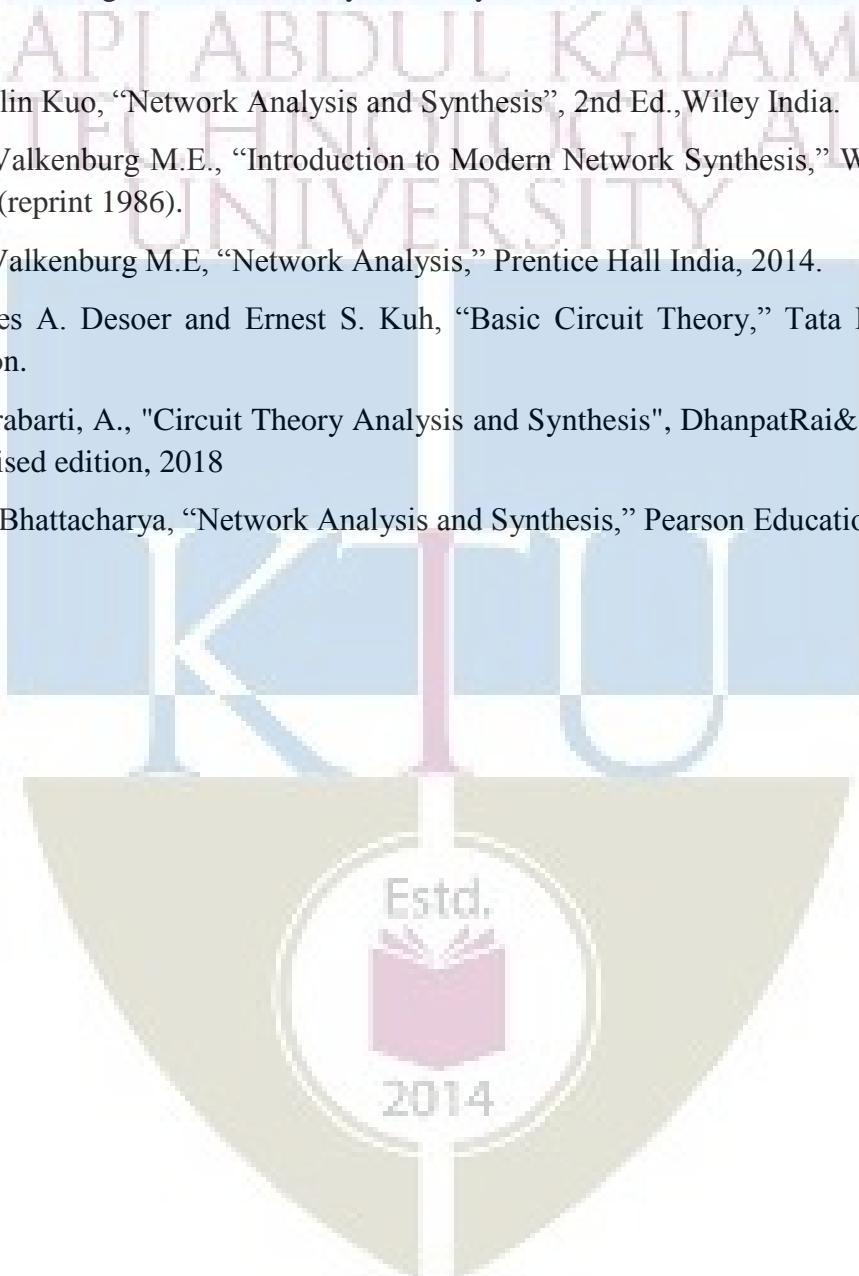 APJ ABDUL KALAM
lin Kuo, “Network Analysis and Synthesis”, 2nd Ed.,Wiley India.
TECHNOLOGICAL
Valkenburg M.E., “Introduction to Modern Network Synthesis,” W
(reprint 1986).
UNIVERSITY
Valkenburg M.E, “Network Analysis,” Prentice Hall India, 2014.
es A. Desoer and Ernest S. Kuh, “Basic Circuit Theory,” Tata
on.
rabarti, A., "Circuit Theory Analysis and Synthesis", DhanpatRai&
ised edition, 2018
Bhattacharya, “Network Analysis and Synthesis,” Pearson Educatio
KTU
Estd.
2014